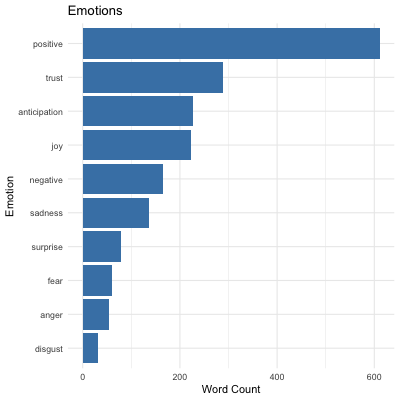 Emotions
Emotion
positive
trust
anticipation
joy
negative
sadness
surprise
fear
anger
disgust
0 200 400 600
Word Count